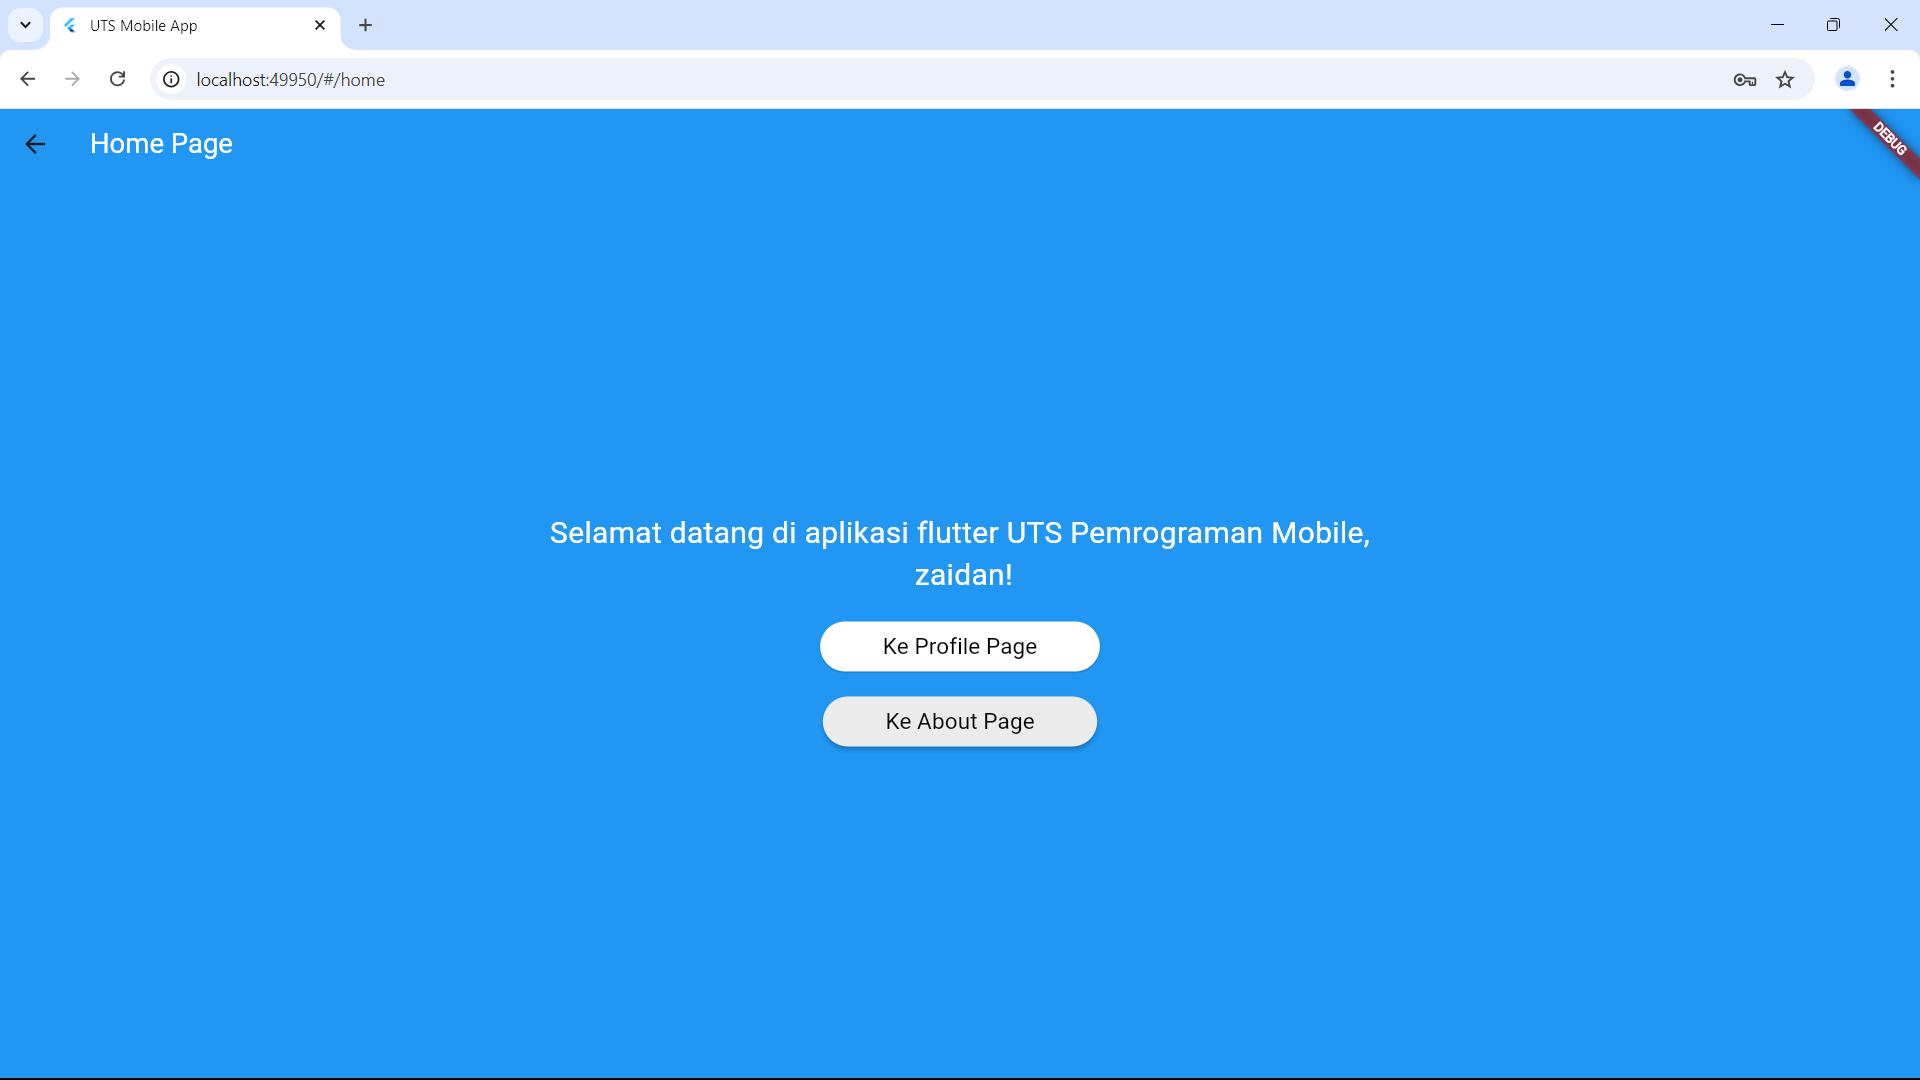 UTS Mobile App
localhost:49950/#/home
Home Page
DEBUG
Selamat datang di aplikasi flutter UTS Pemrograman Mobile,
zaidan!
Ke Profile Page
Ke About Page